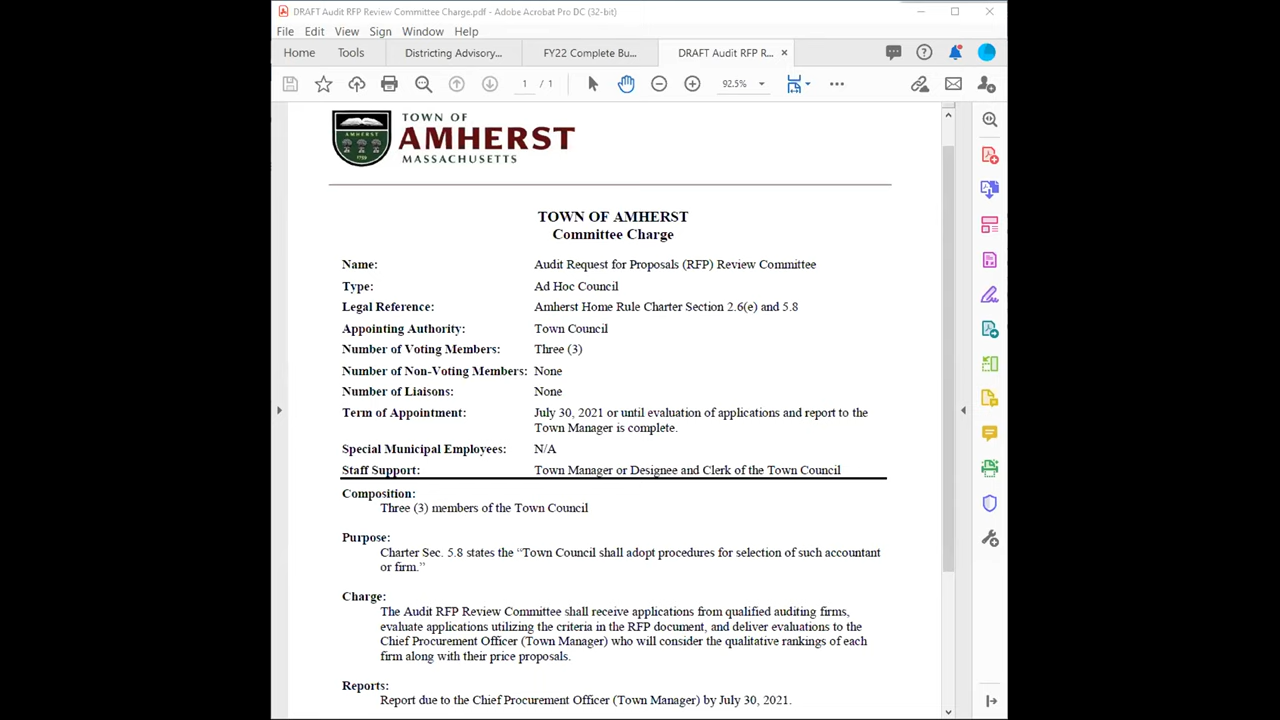 DRAFT Audit RFP Review Committee Charge.pdf - Adobe Acrobat Pro DC (32-bit)
File Edit View Window Help
Home Tools Districting Advisory... FY22 Complete Bu... DRAFT Audit RFP R... ×
1 / 1 92.5%
TOWN OF
AMHERST
MASSACHUSETTS
AMHERST
TOWN OF AMHERST
Committee Charge
Name: Audit Request for Proposals (RFP) Review Committee
Type: Ad Hoc Council
Legal Reference: Amherst Home Rule Charter Section 2.6(e) and 5.8
Appointing Authority: Town Council
Number of Voting Members: Three (3)
Number of Non-Voting Members: None
Number of Liaisons: None
Term of Appointment: July 30, 2021 or until evaluation of applications and report to the
Town Manager is complete.
Special Municipal Employees: N/A
Staff Support: Town Manager or Designee and Clerk of the Town Council
Composition:
Three (3) members of the Town Council
Purpose:
Charter Sec. 5.8 states the “Town Council shall adopt procedures for selection of such accountant
or firm.”
Charge:
The Audit RFP Review Committee shall receive applications from qualified auditing firms,
evaluate applications utilizing the criteria in the RFP document, and deliver evaluations to the
Chief Procurement Officer (Town Manager) who will consider the qualitative rankings of each
firm along with their price proposals.
Reports:
Report due to the Chief Procurement Officer (Town Manager) by July 30, 2021.